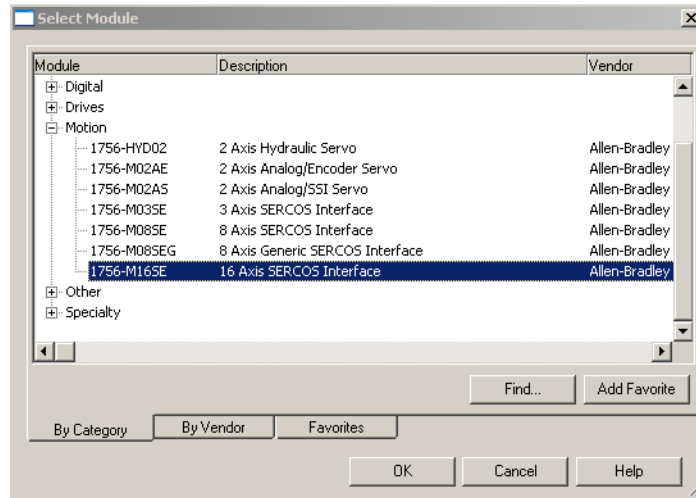 Select Module
Module Description Vendor
Digital
Drives
Motion
1756-HYD02 2 Axis Hydraulic Servo Allen-Bradley
1756-M02AE 2 Axis Analog/Encoder Servo Allen-Bradley
1756-M02AS 2 Axis Analog/SSI Servo Allen-Bradley
1756-M03SE 3 Axis SERCOS Interface Allen-Bradley
1756-M08SE 8 Axis SERCOS Interface Allen-Bradley
1756-M08SEG 8 Axis Generic SERCOS Interface Allen-Bradley
1756-M16SE 16 Axis SERCOS Interface Allen-Bradley
Other
Specialty
Find... Add Favorite
By Category By Vendor Favorites
OK Cancel Help